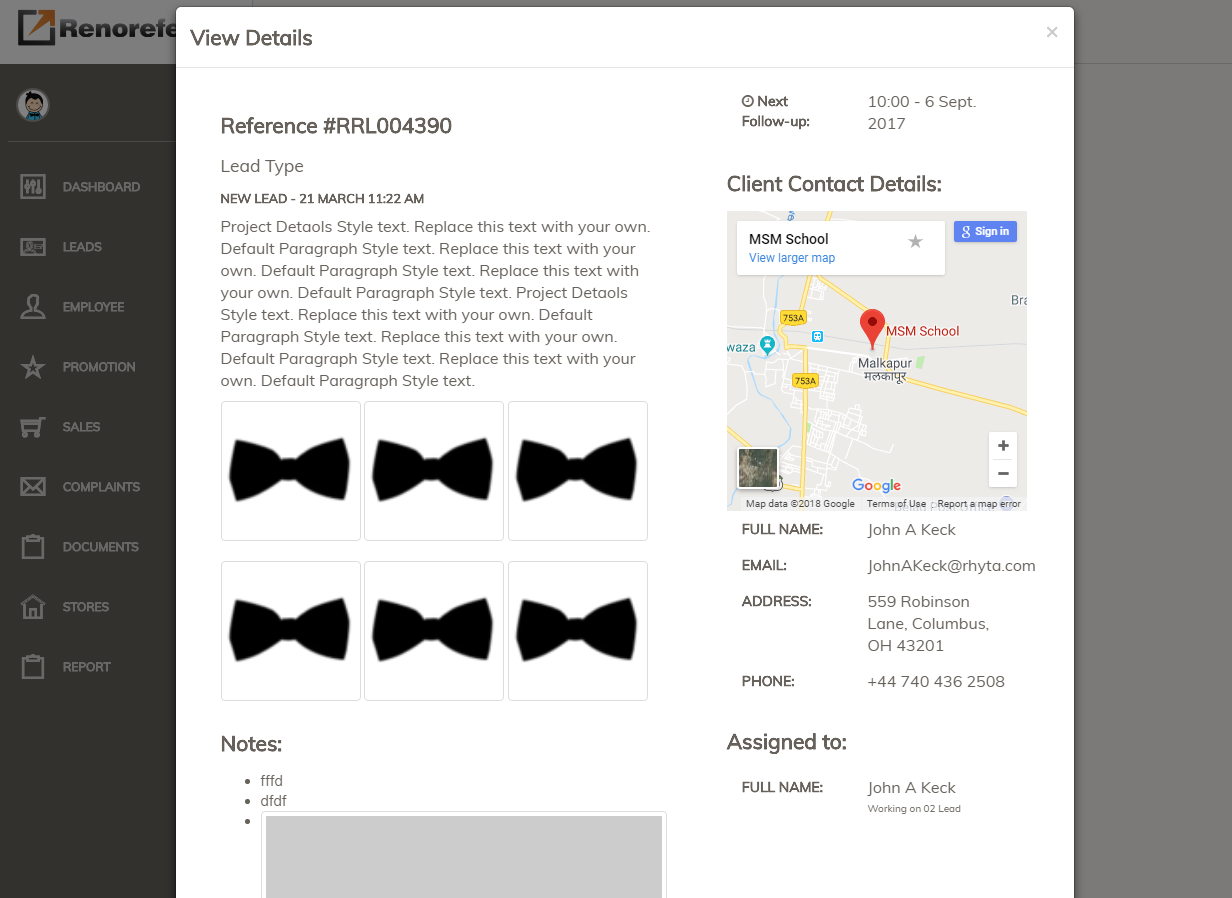 Renorefe
View Details
×
DASHBOARD
LEADS
EMPLOYEE
PROMOTION
SALES
COMPLAINTS
DOCUMENTS
STORES
REPORT
Reference #RRL004390
Lead Type
NEW LEAD - 21 MARCH 11:22 AM
Project Detaols Style text. Replace this text with your own.
Default Paragraph Style text. Replace this text with your
own. Default Paragraph Style text. Replace this text with
your own. Default Paragraph Style text. Project Detaols
Style text. Replace this text with your own. Default
Paragraph Style text. Replace this text with your own.
Default Paragraph Style text. Replace this text with your
own. Default Paragraph Style text.
Notes:
fffd
dfdf
Next 10:00 - 6 Sept.
Follow-up: 2017
Client Contact Details:
MSM School
View larger map
Sign in
Bra
753A
MSM School
waza
Malkapur
मलकापूर
753A
+
−
Google
Map data ©2018 Google Terms of Use Report a map error
FULL NAME: John A Keck
EMAIL: JohnAKeck@rhyta.com
ADDRESS: 559 Robinson
Lane, Columbus,
OH 43201
PHONE: +44 740 436 2508
Assigned to:
FULL NAME: John A Keck
Working on 02 Lead